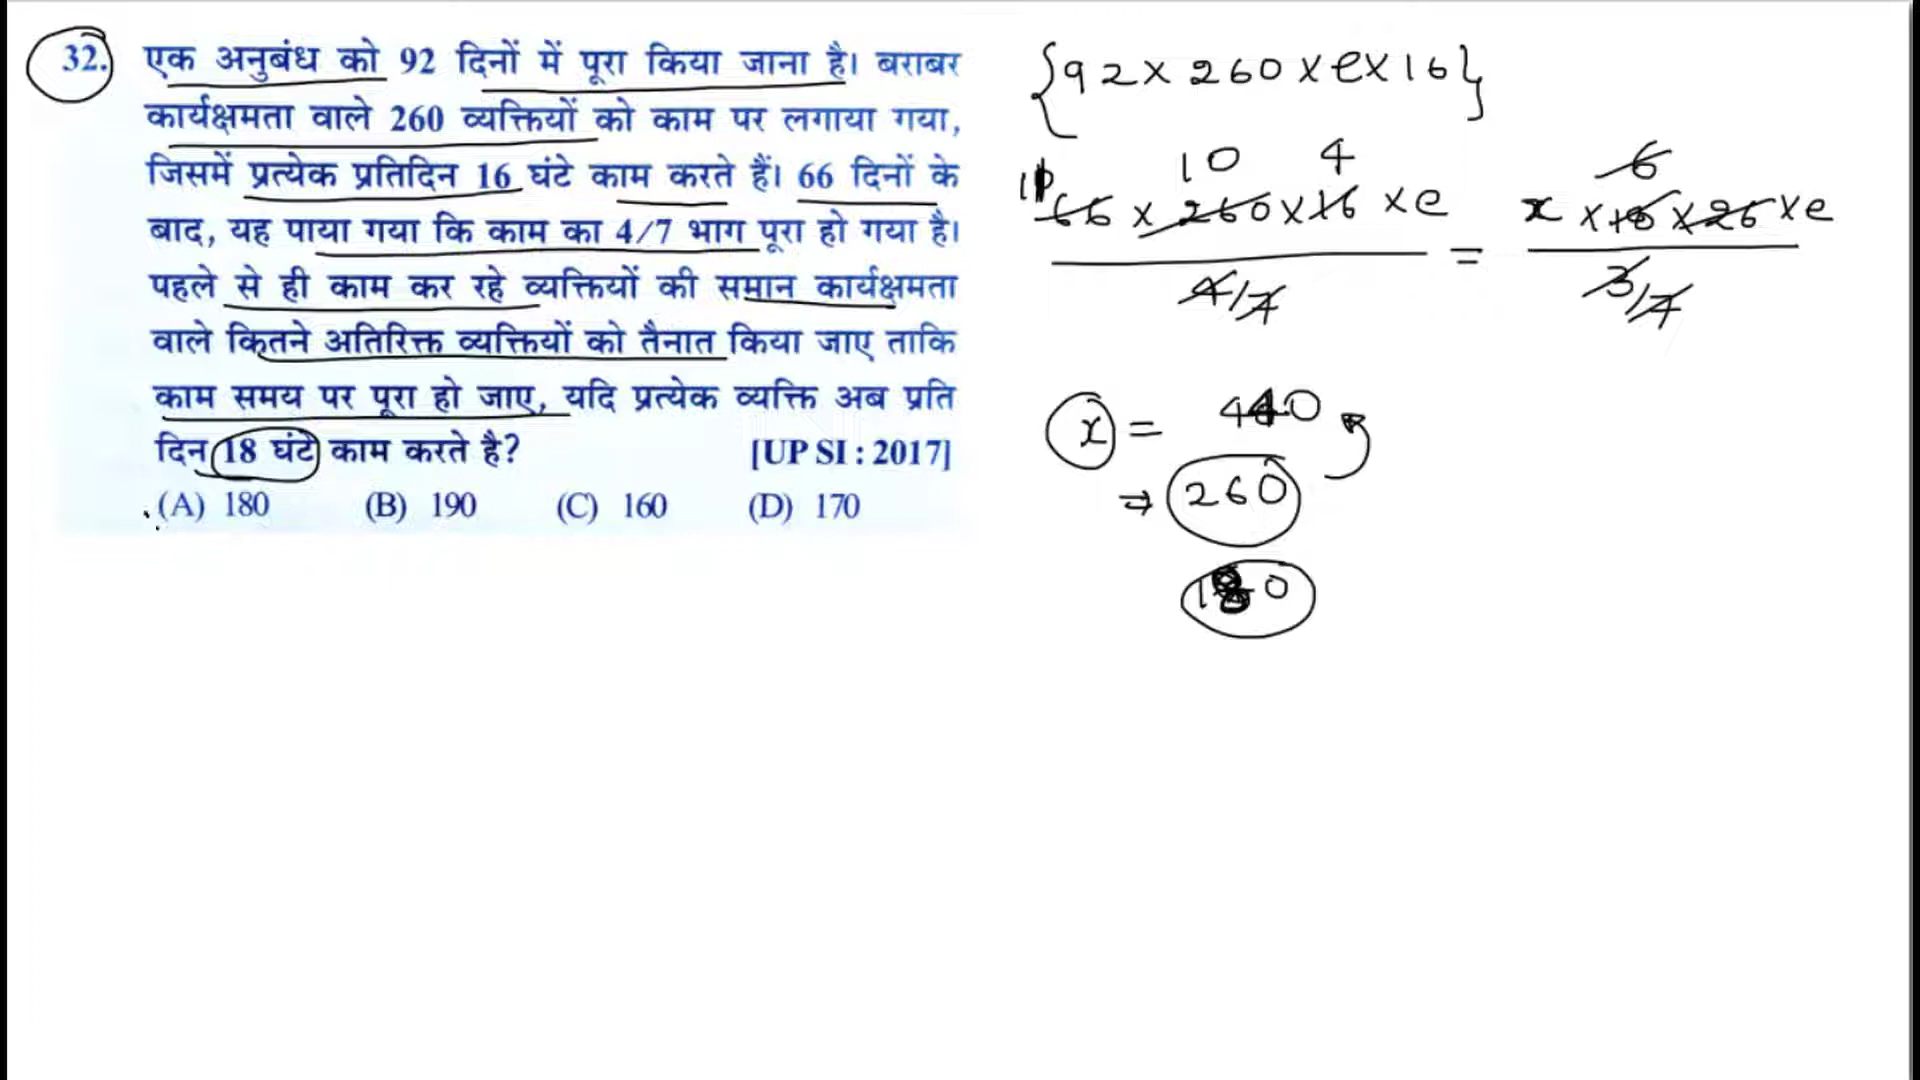 32. एक अनुबंध को 92 दिनों में पूरा किया जाना है। बराबर
कार्यक्षमता वाले 260 व्यक्तियों को काम पर लगाया गया,
जिसमें प्रत्येक प्रतिदिन 16 घंटे काम करते हैं। 66 दिनों के
बाद, यह पाया गया कि काम का 4/7 भाग पूरा हो गया है।
पहले से ही काम कर रहे व्यक्तियों की समान कार्यक्षमता
वाले कितने अतिरिक्त व्यक्तियों को तैनात किया जाए ताकि
काम समय पर पूरा हो जाए, यदि प्रत्येक व्यक्ति अब प्रति
दिन 18 घंटे काम करते है? [UP SI : 2017]
(A) 180 (B) 190 (C) 160 (D) 170
{92 x 260 x e x 16}
10 4 6
11 66 x 260 x 16 x e = x x 18 x 26 x e
4/7 3/7
x = 440
⇒ 260
180